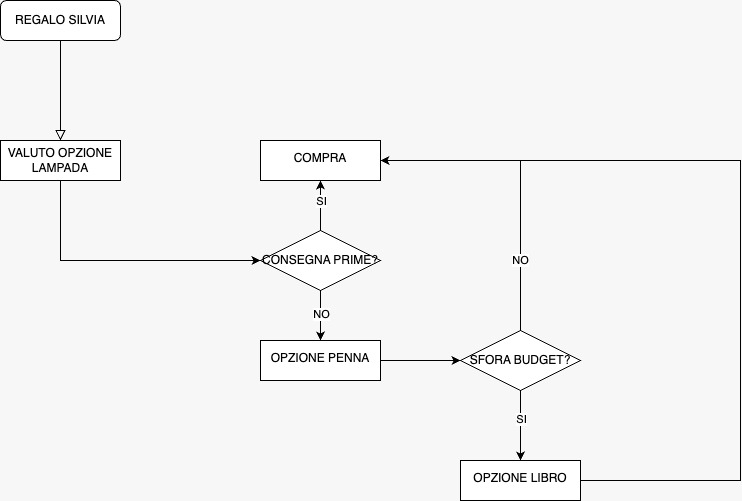 REGALO SILVIA
VALUTO OPZIONE
LAMPADA
COMPRA
SI
CONSEGNA PRIME?
NO
NO
OPZIONE PENNA
SFORA BUDGET?
SI
OPZIONE LIBRO